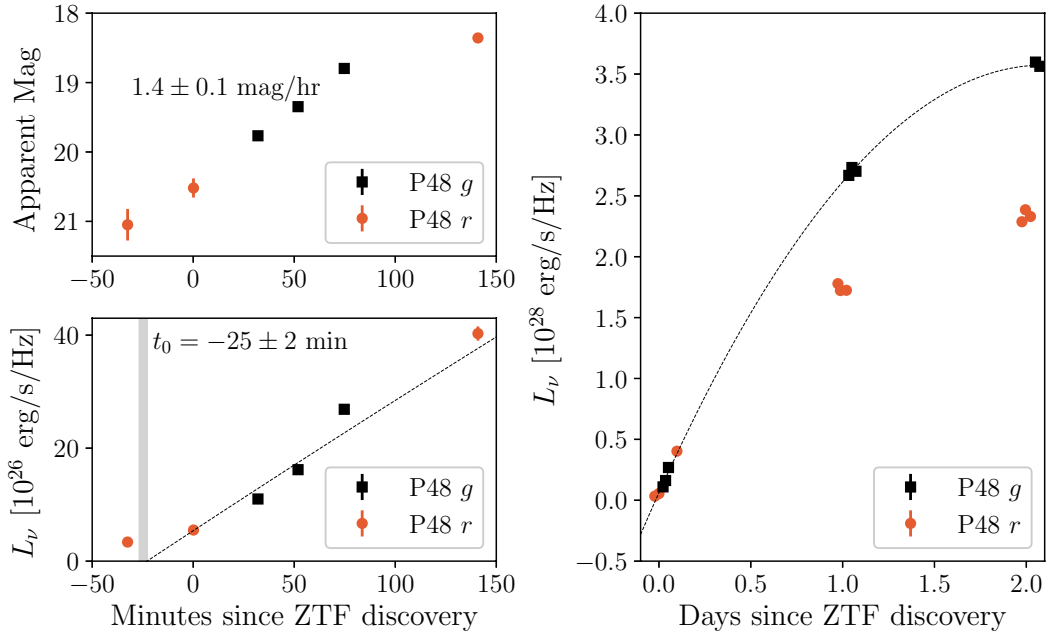 18
19
20
21
Apparent Mag
1.4 ± 0.1 mag/hr
P48 g
P48 r
−50
0
50
100
150
40
20
0
L_ν [10^26 erg/s/Hz]
t_0 = −25 ± 2 min
P48 g
P48 r
−50
0
50
100
150
Minutes since ZTF discovery
4.0
3.5
3.0
2.5
2.0
1.5
1.0
0.5
0.0
−0.5
L_ν [10^28 erg/s/Hz]
P48 g
P48 r
0.0
0.5
1.0
1.5
2.0
Days since ZTF discovery